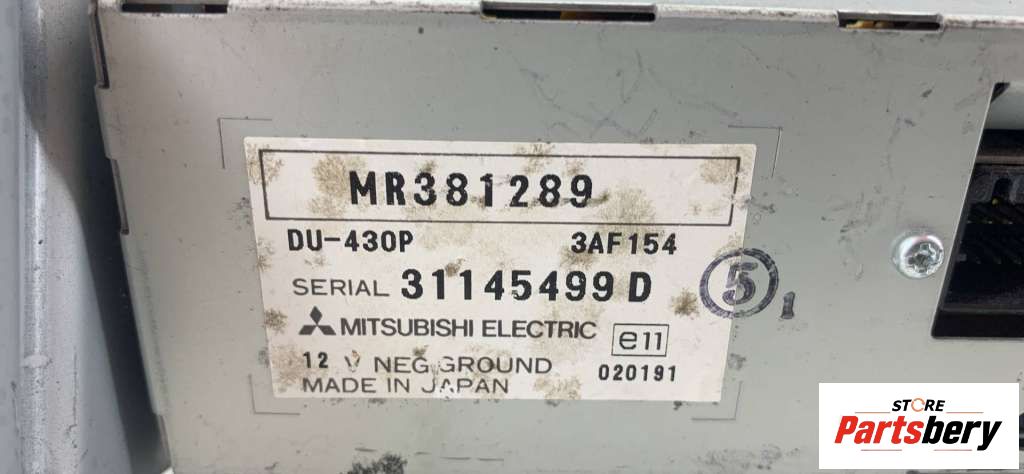 MR381289
DU-430P 3AF154
SERIAL 31145499 D
5 1
MITSUBISHI ELECTRIC
e11
12 V NEG.GROUND 020191
MADE IN JAPAN
STORE
Partsbery